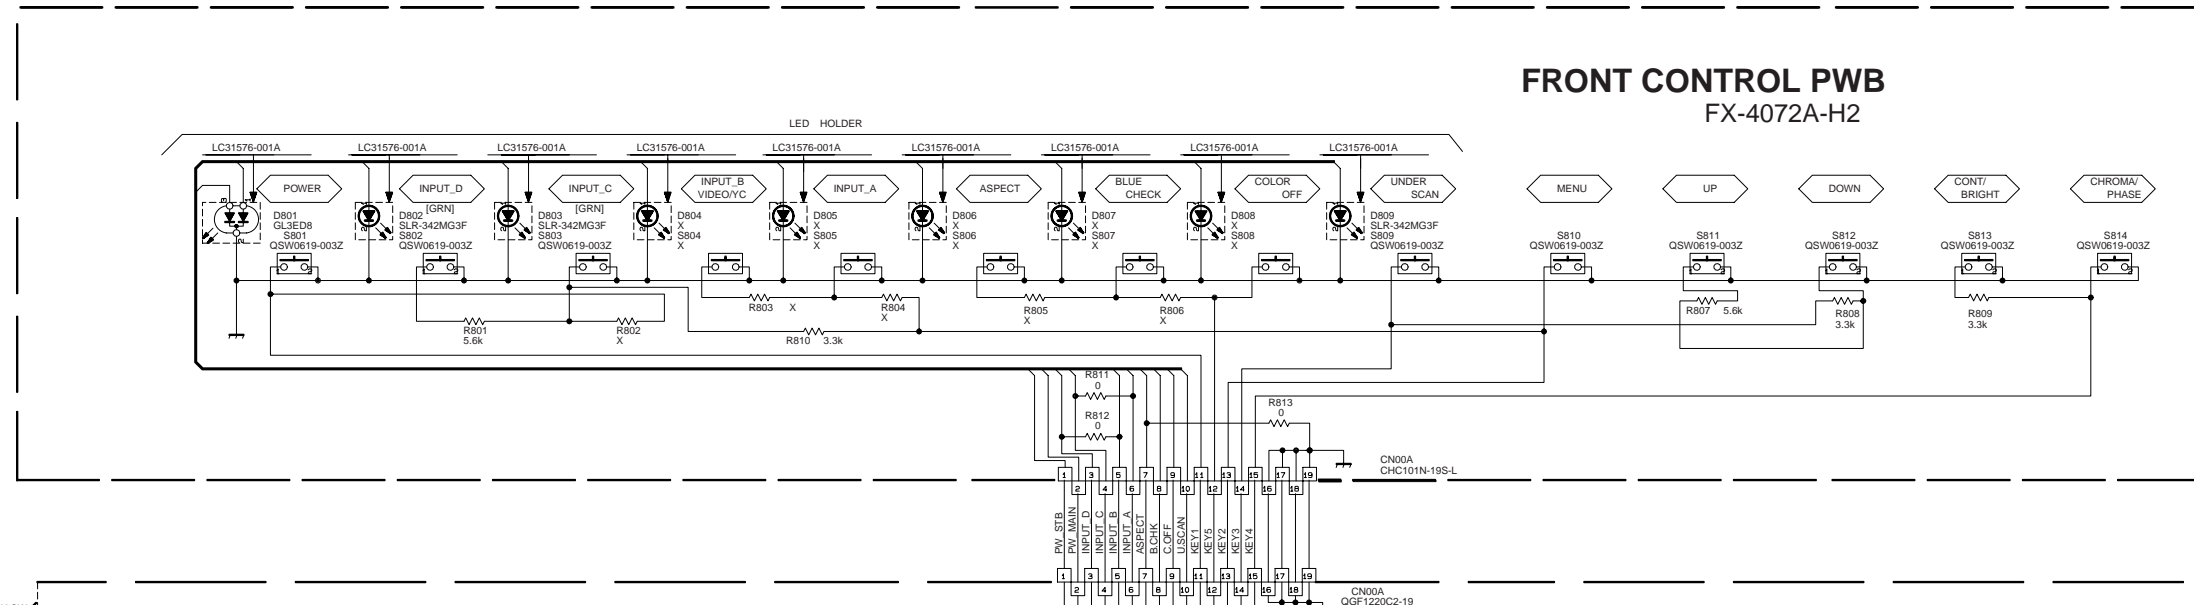 FRONT CONTROL PWB
FX-4072A-H2
LED HOLDER
LC31576-001A LC31576-001A LC31576-001A LC31576-001A LC31576-001A LC31576-001A LC31576-001A LC31576-001A LC31576-001A
POWER
INPUT_D
[GRN]
INPUT_C
[GRN]
INPUT_B
VIDEO/YC
INPUT_A
ASPECT
BLUE
CHECK
COLOR
OFF
UNDER
SCAN
MENU
UP
DOWN
CONT/
BRIGHT
CHROMA/
PHASE
3 1
2
D801
GL3ED8
S801
QSW0619-003Z
D802
SLR-342MG3F
S802
QSW0619-003Z
D803
SLR-342MG3F
S803
QSW0619-003Z
D804
X
S804
X
D805
X
S805
X
D806
X
S806
X
D807
X
S807
X
D808
X
S808
X
D809
SLR-342MG3F
S809
QSW0619-003Z
S810
QSW0619-003Z
S811
QSW0619-003Z
S812
QSW0619-003Z
S813
QSW0619-003Z
S814
QSW0619-003Z
R801
5.6k
R802
X
R803 X
R804
X
R805
X
R806
X
R807 5.6k
R808
3.3k
R809
3.3k
R810 3.3k
R811
0
R812
0
R813
0
CN00A
CHC101N-19S-L
1 3 5 7 9 11 13 15 17 19
2 4 6 8 10 12 14 16 18
PW_STB
PW_MAIN
INPUT_D
INPUT_C
INPUT_B
INPUT_A
ASPECT
B.CHK
C.OFF
U.SCAN
KEY1
KEY5
KEY2
KEY3
KEY4
1 3 5 7 9 11 13 15 17 19
2 4 6 8 10 12 14 16 18
CN00A
QGF1220C2-19